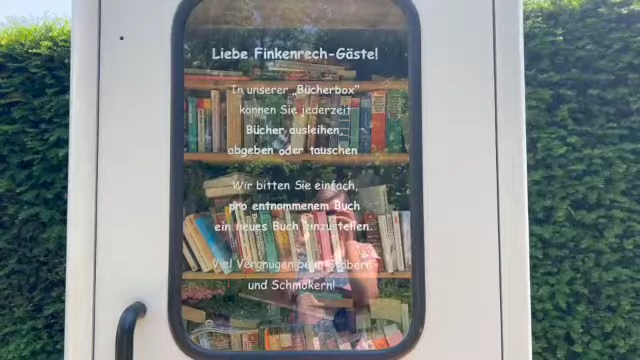 Liebe Finkenrech-Gäste!
In unserer „Bücherbox“
können Sie jederzeit
Bücher ausleihen,
abgeben oder tauschen
Wir bitten Sie einfach,
pro entnommenem Buch
ein neues Buch einzustellen.
Viel Vergnügen beim Stöbern
und Schmökern!